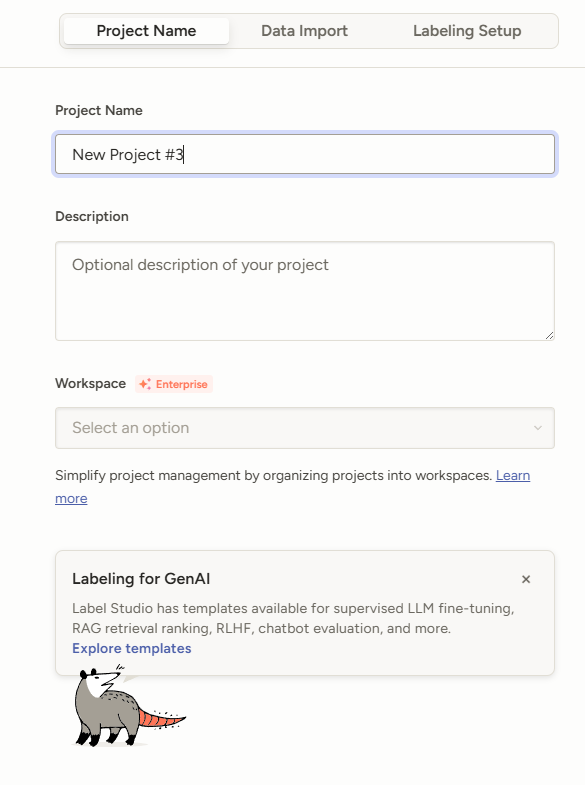 Project Name
Data Import
Labeling Setup
Project Name
New Project #3
Description
Optional description of your project
Workspace
Enterprise
Select an option
Simplify project management by organizing projects into workspaces. Learn
more
Labeling for GenAI
Label Studio has templates available for supervised LLM fine-tuning,
RAG retrieval ranking, RLHF, chatbot evaluation, and more.
Explore templates